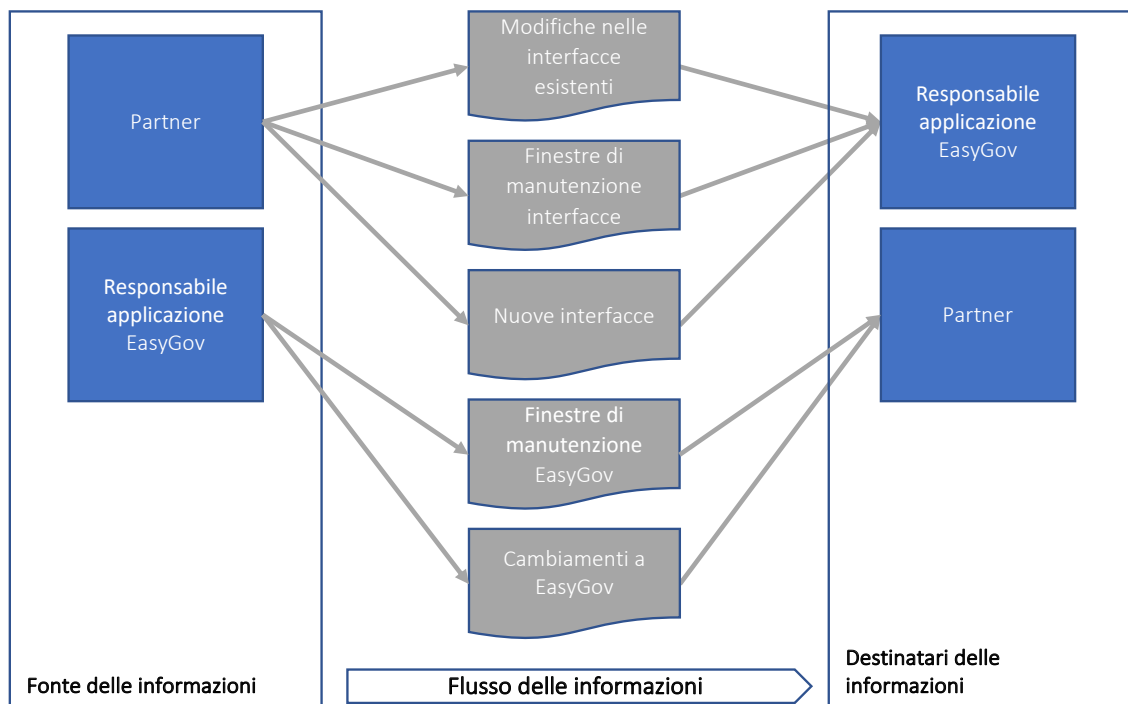 Partner
Responsabile
applicazione
EasyGov
Fonte delle informazioni
Modifiche nelle
interfacce
esistenti
Finestre di
manutenzione
interfacce
Nuove interfacce
Finestre di
manutenzione
EasyGov
Cambiamenti a
EasyGov
Flusso delle informazioni
Responsabile
applicazione
EasyGov
Partner
Destinatari delle
informazioni